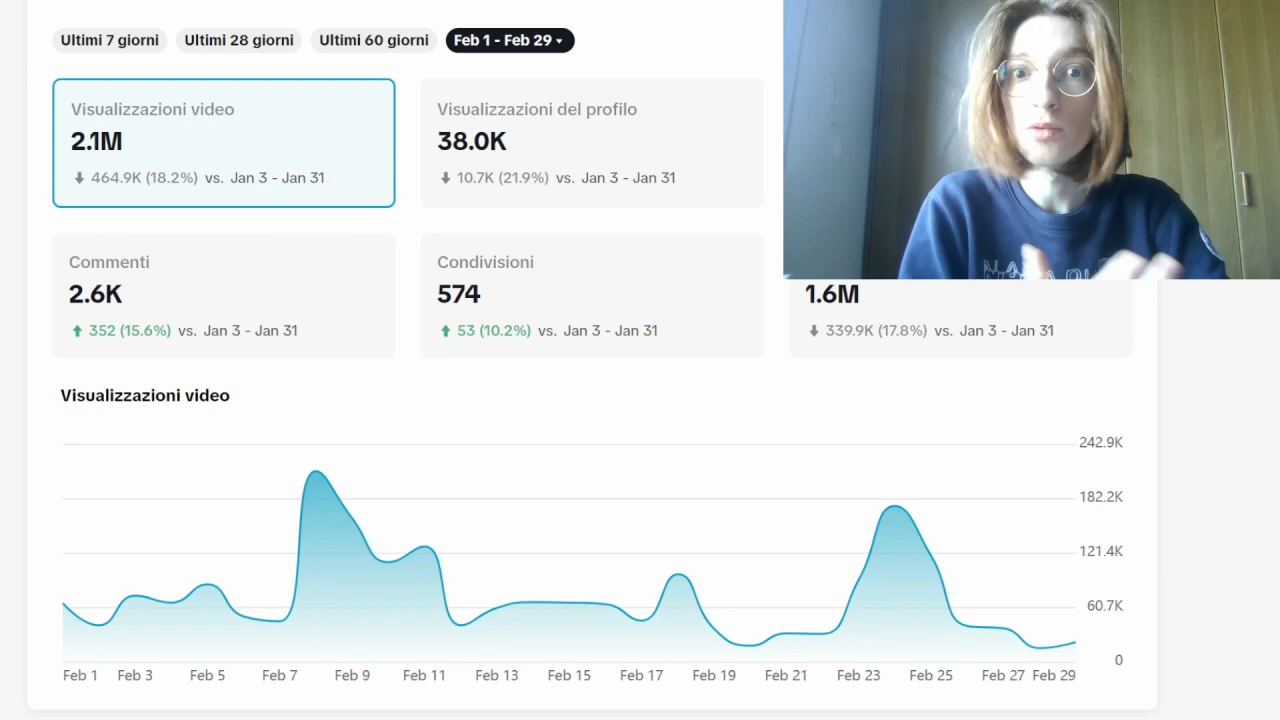 Ultimi 7 giorni Ultimi 28 giorni Ultimi 60 giorni Feb 1 - Feb 29
Visualizzazioni video
2.1M
464.9K (18.2%) vs. Jan 3 - Jan 31
Visualizzazioni del profilo
38.0K
10.7K (21.9%) vs. Jan 3 - Jan 31
Commenti
2.6K
352 (15.6%) vs. Jan 3 - Jan 31
Condivisioni
574
53 (10.2%) vs. Jan 3 - Jan 31
1.6M
339.9K (17.8%) vs. Jan 3 - Jan 31
Visualizzazioni video
242.9K
182.2K
121.4K
60.7K
0
Feb 1 Feb 3 Feb 5 Feb 7 Feb 9 Feb 11 Feb 13 Feb 15 Feb 17 Feb 19 Feb 21 Feb 23 Feb 25 Feb 27 Feb 29